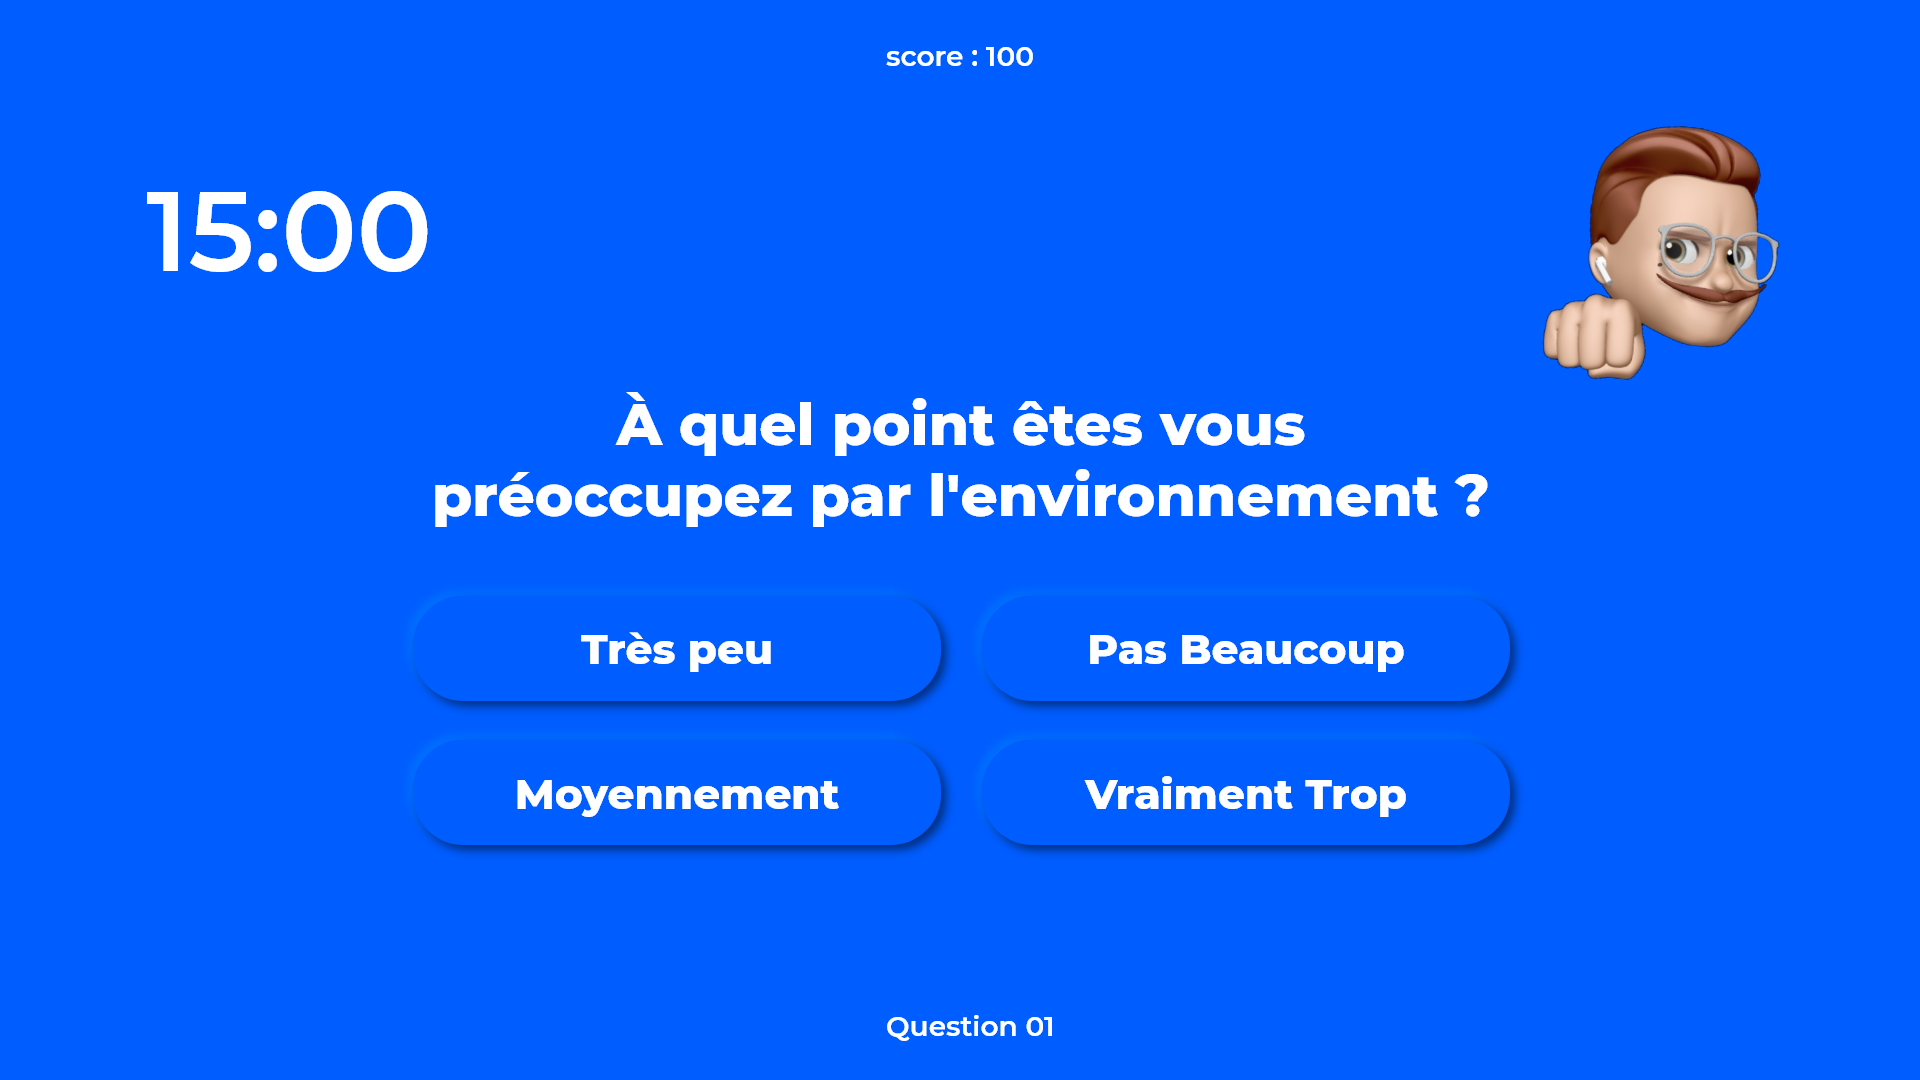 score : 100
15:00
À quel point êtes vous
préoccupez par l'environnement ?
Très peu
Pas Beaucoup
Moyennement
Vraiment Trop
Question 01